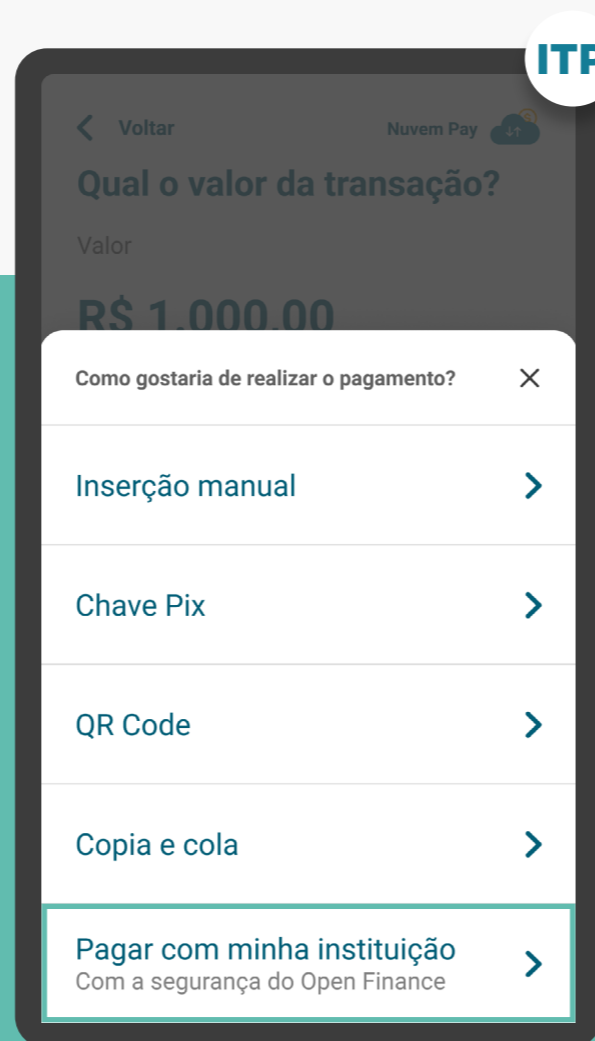 ITP
Voltar
Nuvem Pay
Qual o valor da transação?
Valor
R$ 1.000,00
Como gostaria de realizar o pagamento?
Inserção manual
Chave Pix
QR Code
Copia e cola
Pagar com minha instituição
Com a segurança do Open Finance